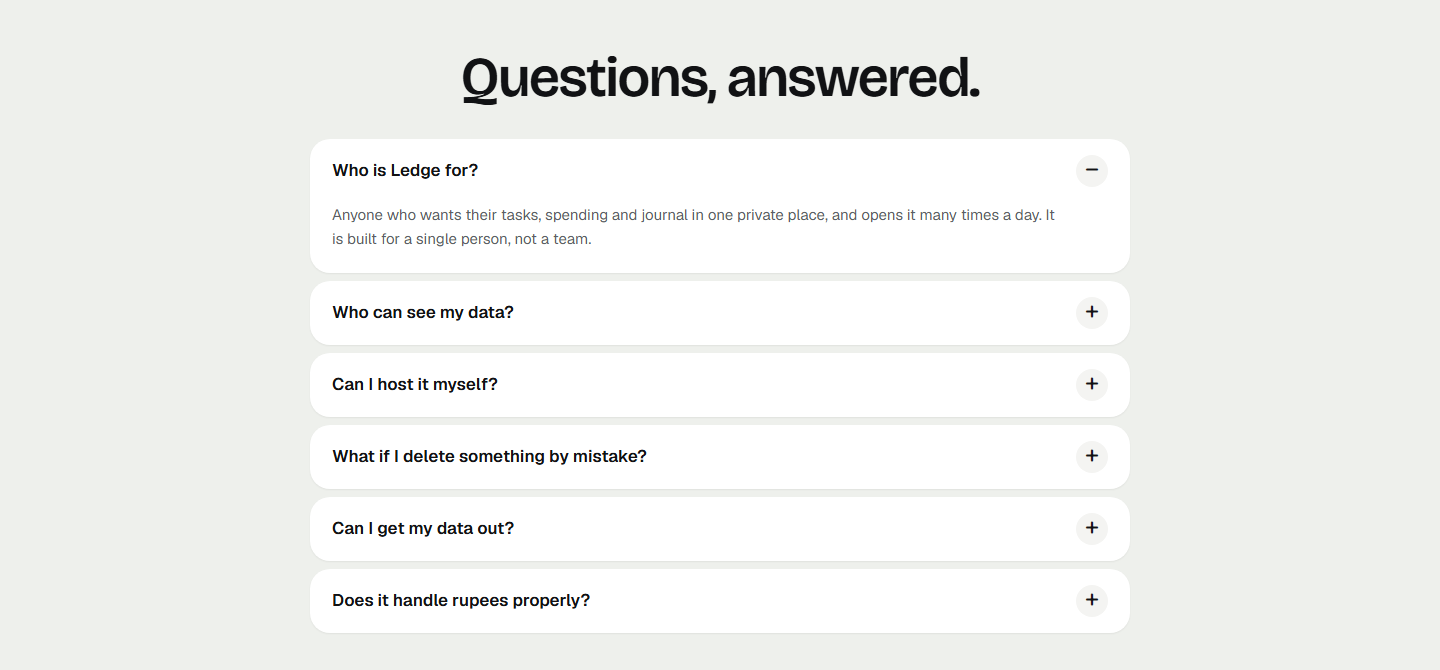 Questions, answered.
Who is Ledge for?
Anyone who wants their tasks, spending and journal in one private place, and opens it many times a day. It
is built for a single person, not a team.
Who can see my data?
Can I host it myself?
What if I delete something by mistake?
Can I get my data out?
Does it handle rupees properly?